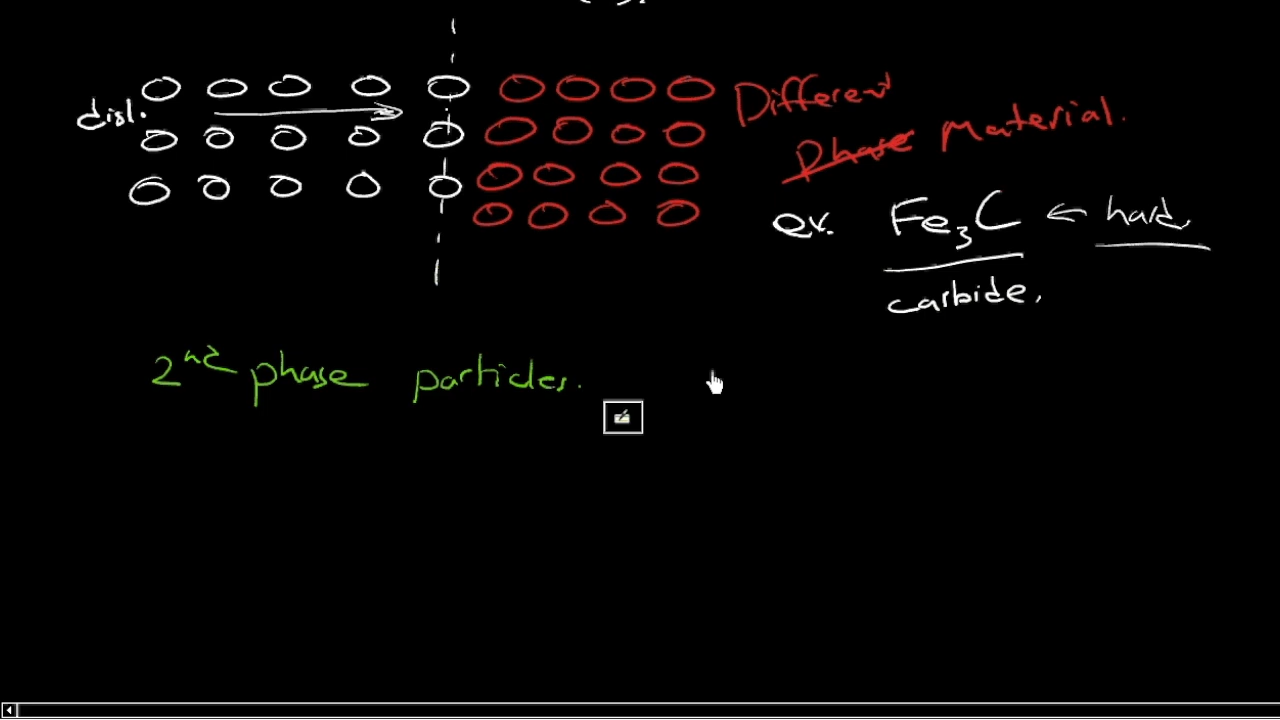 Different
disl.
Phase Material.
ex. Fe₃C ← hard.
carbide.
2nd phase particles.